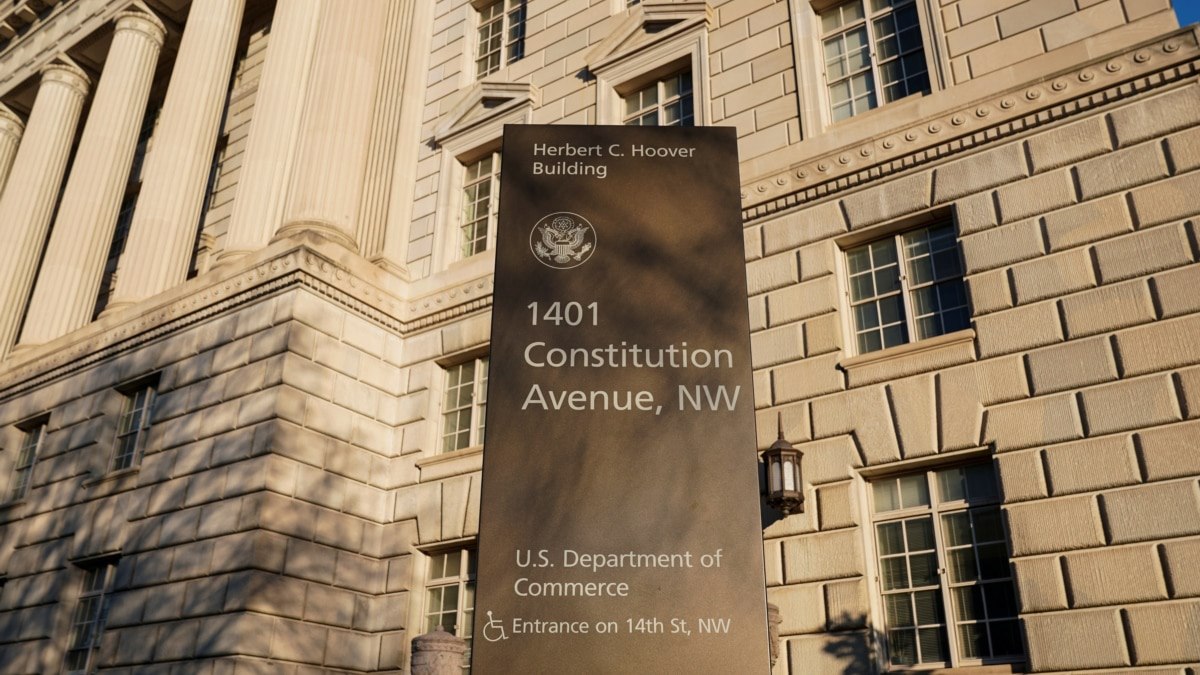 Herbert C. Hoover
Building
1401
Constitution
Avenue, NW
U.S. Department of
Commerce
Entrance on 14th St, NW